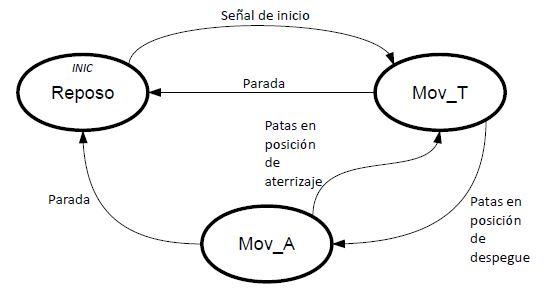 Señal de inicio
INIC
Reposo
Parada
Mov_T
Patas en
posición
de
aterrizaje
Parada
Patas en
posición
de
despegue
Mov_A